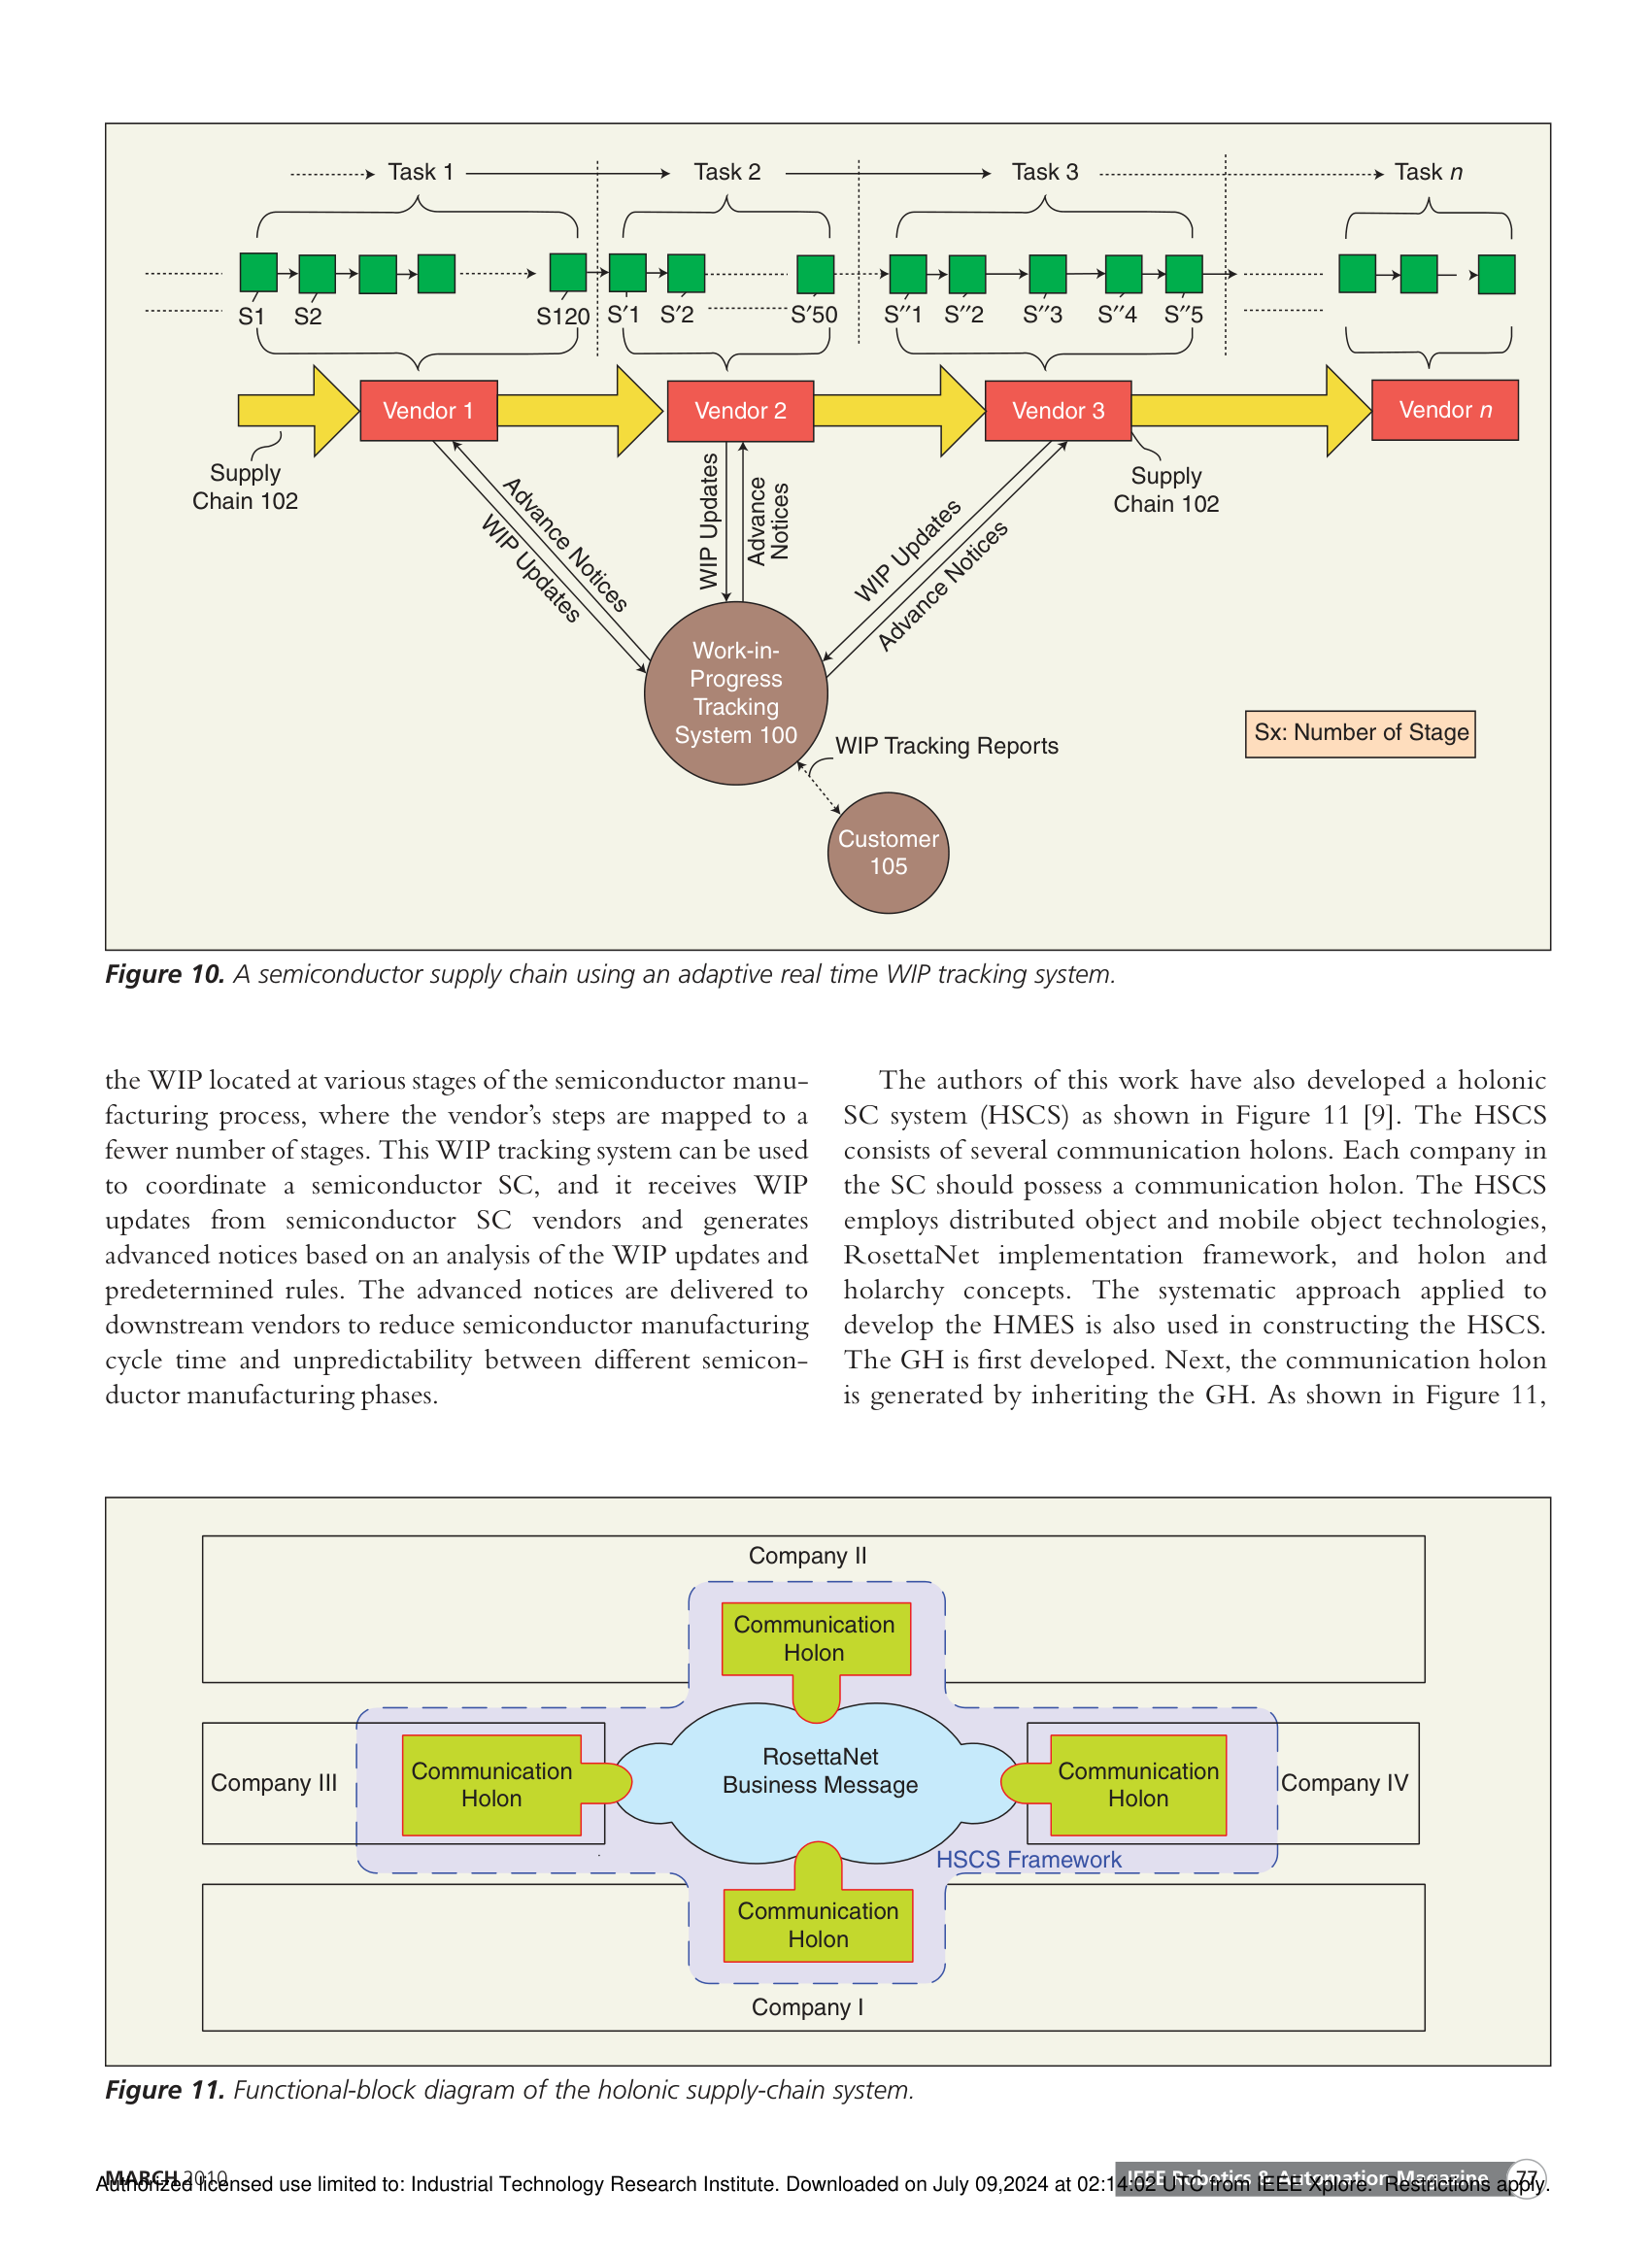 Task 1
Task 2
Task 3
Task n
S1
S2
S120
S′1
S′2
S′50
S′′1
S′′2
S′′3
S′′4
S′′5
Vendor 1
Vendor 2
Vendor 3
Vendor n
Supply
Chain 102
Supply
Chain 102
Advance Notices
WIP Updates
WIP Updates
Advance
Notices
WIP Updates
Advance Notices
Work-in-
Progress
Tracking
System 100
WIP Tracking Reports
Sx: Number of Stage
Customer
105
Figure 10. A semiconductor supply chain using an adaptive real time WIP tracking system.
the WIP located at various stages of the semiconductor manu-
facturing process, where the vendor’s steps are mapped to a
fewer number of stages. This WIP tracking system can be used
to coordinate a semiconductor SC, and it receives WIP
updates from semiconductor SC vendors and generates
advanced notices based on an analysis of the WIP updates and
predetermined rules. The advanced notices are delivered to
downstream vendors to reduce semiconductor manufacturing
cycle time and unpredictability between different semicon-
ductor manufacturing phases.
The authors of this work have also developed a holonic
SC system (HSCS) as shown in Figure 11 [9]. The HSCS
consists of several communication holons. Each company in
the SC should possess a communication holon. The HSCS
employs distributed object and mobile object technologies,
RosettaNet implementation framework, and holon and
holarchy concepts. The systematic approach applied to
develop the HMES is also used in constructing the HSCS.
The GH is first developed. Next, the communication holon
is generated by inheriting the GH. As shown in Figure 11,
Company II
Communication
Holon
Company III
Communication
Holon
RosettaNet
Business Message
Communication
Holon
Company IV
HSCS Framework
Communication
Holon
Company I
Figure 11. Functional-block diagram of the holonic supply-chain system.
MARCH 2010
IEEE Robotics & Automation Magazine 77
Authorized licensed use limited to: Industrial Technology Research Institute. Downloaded on July 09,2024 at 02:14:02 UTC from IEEE Xplore. Restrictions apply.